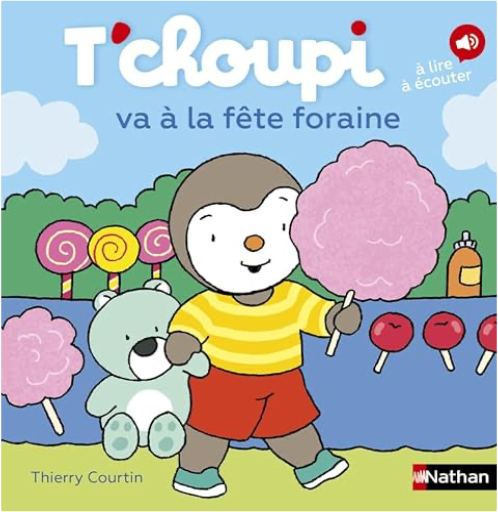 T'choupi
à lire
à écouter
va à la fête foraine
Thierry Courtin
Nathan